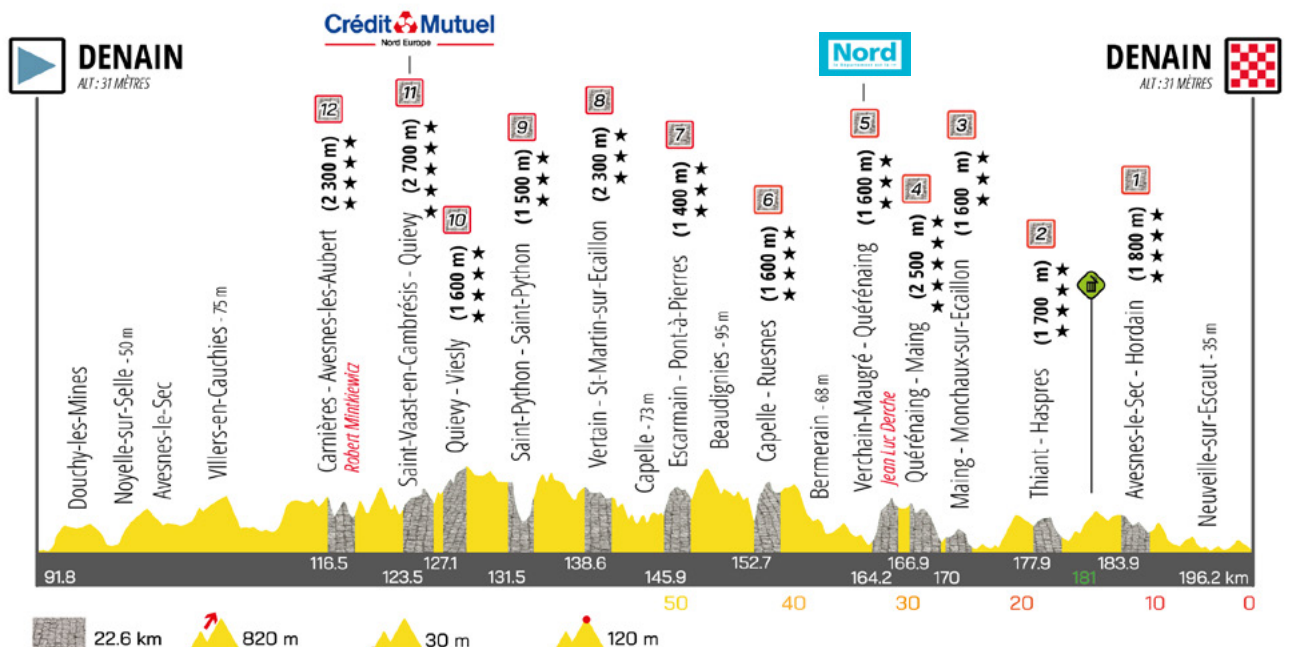 Crédit Mutuel
Nord Europe
DENAIN
ALT : 31 MÈTRES
Nord
DENAIN
ALT : 31 MÈTRES
Douchy-les-Mines
Noyelle-sur-Selle - 50 m
Avesnes-le-Sec
Villers-en-Cauchies - 75 m
12
Carnières - Avesnes-les-Aubert (2 300 m) ★★★★
Robert Mintkiewicz
11
Saint-Vaast-en-Cambrésis - Quievy (2 700 m) ★★★★★
10
Quievy - Viesly (1 600 m) ★★★★
9
Saint-Python - Saint-Python (1 500 m) ★★★
8
Vertain - St-Martin-sur-Ecaillon (2 300 m) ★★★
Capelle - 73 m
7
Escarmain - Pont-à-Pierres (1 400 m) ★★★
Beaudignies - 95 m
6
Capelle - Ruesnes (1 600 m) ★★★★
Bermerain - 68 m
5
Verchain-Maugré - Quérénaing (1 600 m) ★★★
Jean Luc Derche
4
Quérénaing - Maing (2 500 m) ★★★★★
3
Maing - Monchaux-sur-Ecaillon (1 600 m) ★★★
2
Thiant - Haspres (1 700 m) ★★★★
1
Avesnes-le-Sec - Hordain (1 800 m) ★★★★
Neuville-sur-Escaut - 35 m
91.8
116.5
123.5
127.1
131.5
138.6
145.9
152.7
164.2
166.9
170
177.9
181
183.9
196.2 km
50
40
30
20
10
0
22.6 km
820 m
30 m
120 m